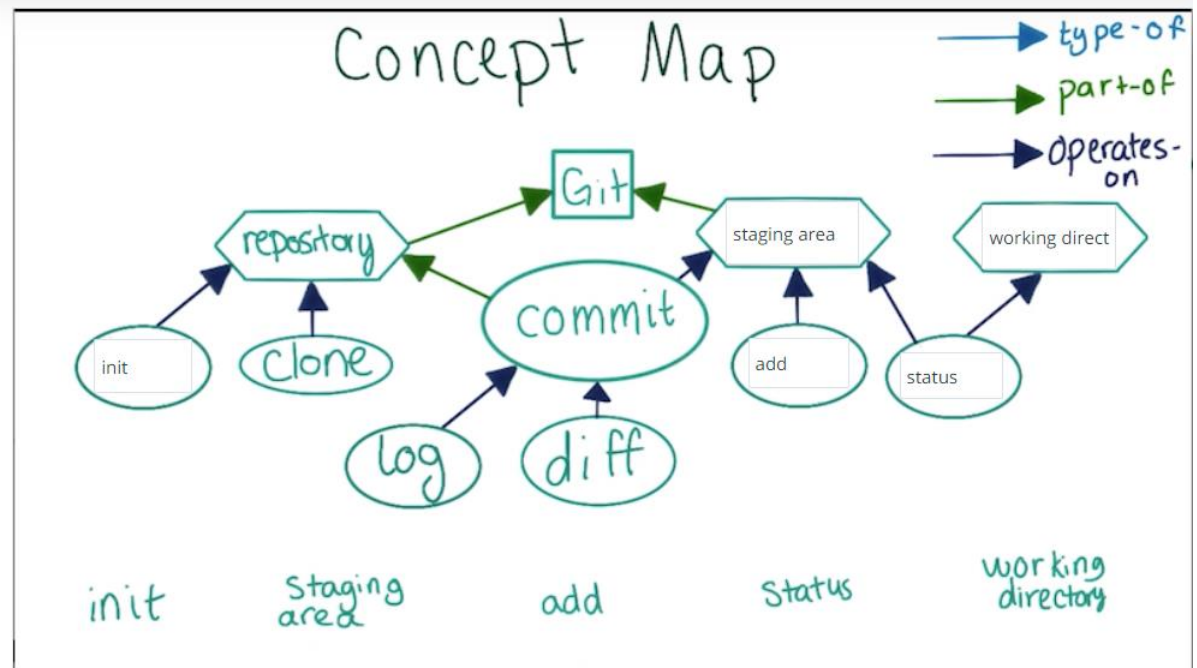 Concept Map
type-of
part-of
operates-
on
Git
repository
staging area
working direct
commit
init
clone
add
status
log
diff
init
Staging
area
add
Status
working
directory